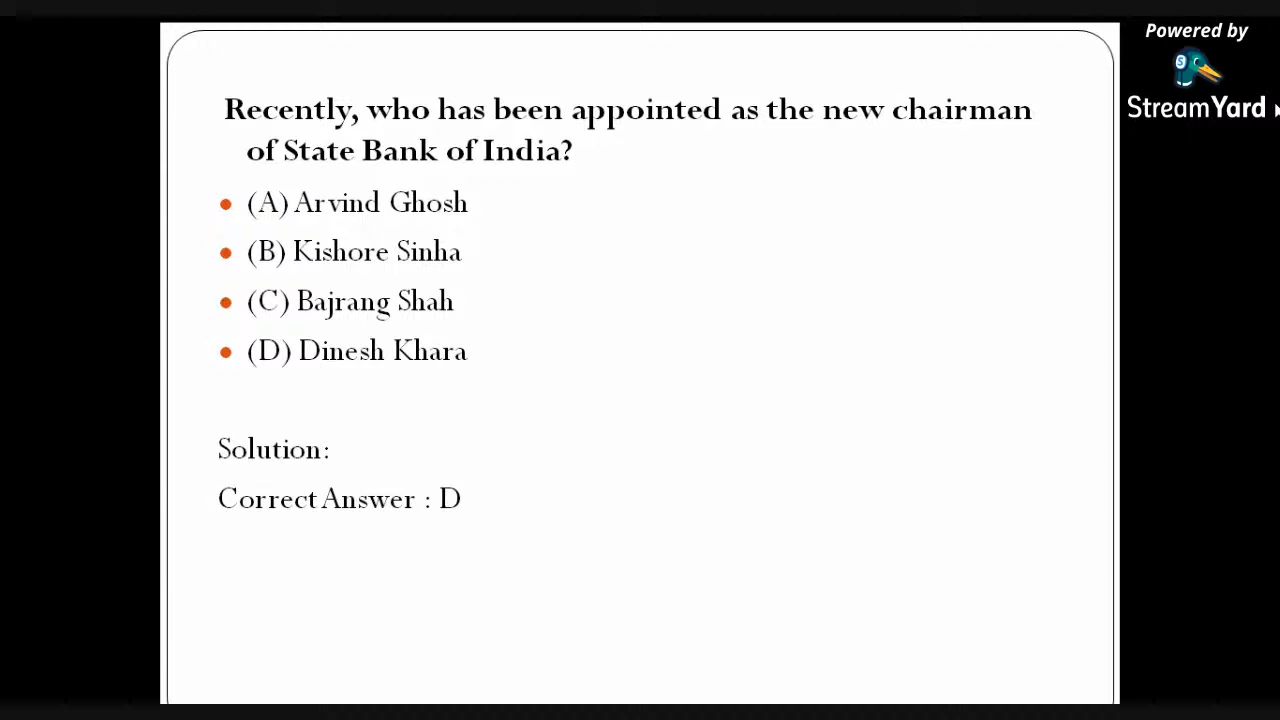 Powered by
StreamYard
Recently, who has been appointed as the new chairman
of State Bank of India?
(A) Arvind Ghosh
(B) Kishore Sinha
(C) Bajrang Shah
(D) Dinesh Khara
Solution:
Correct Answer : D